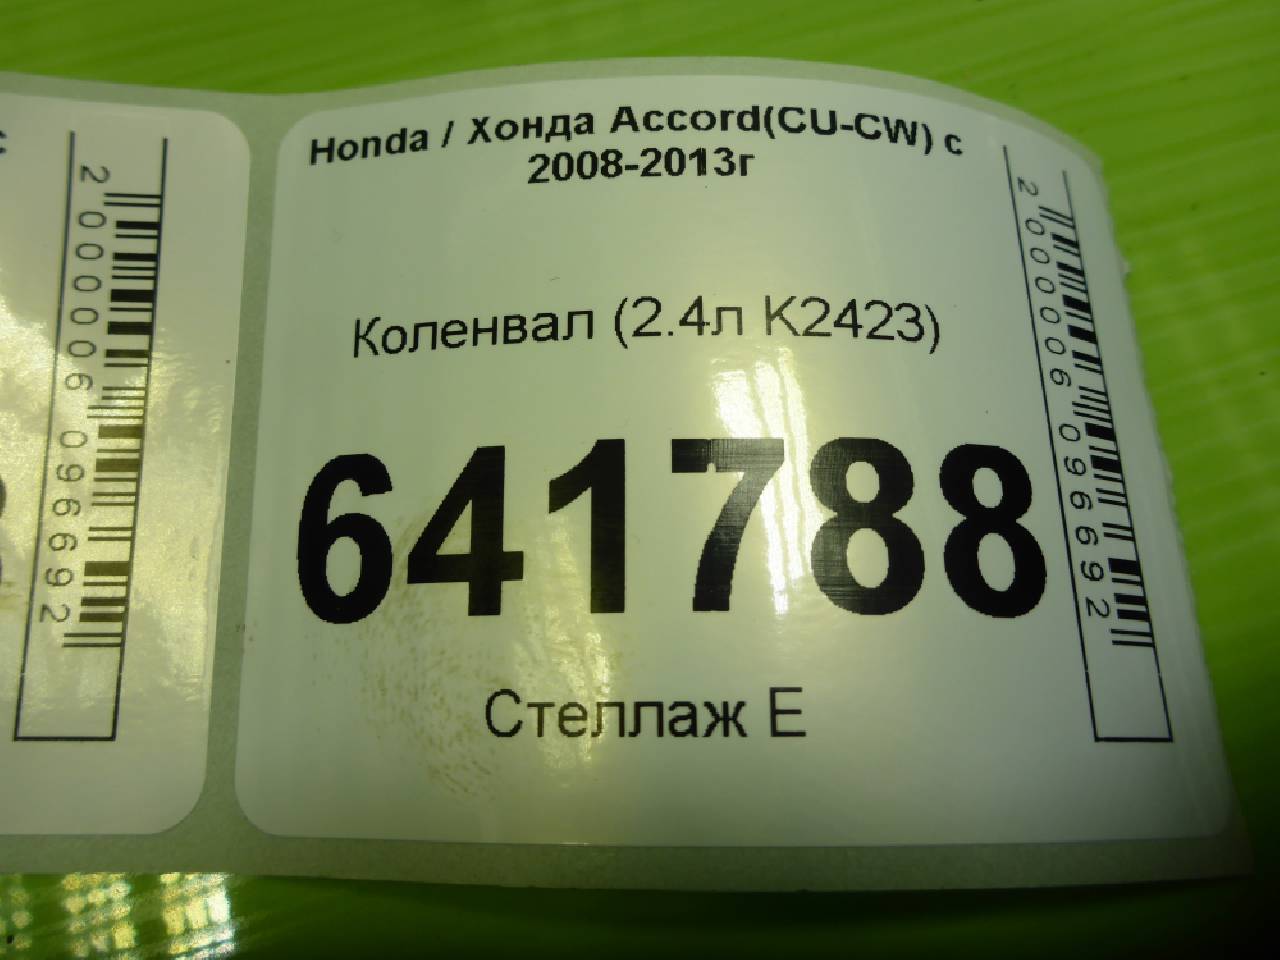 Honda / Хонда Accord(CU-CW) с
2008-2013г
Коленвал (2.4л K2423)
641788
Стеллаж Е
2000006096692
2000006096692